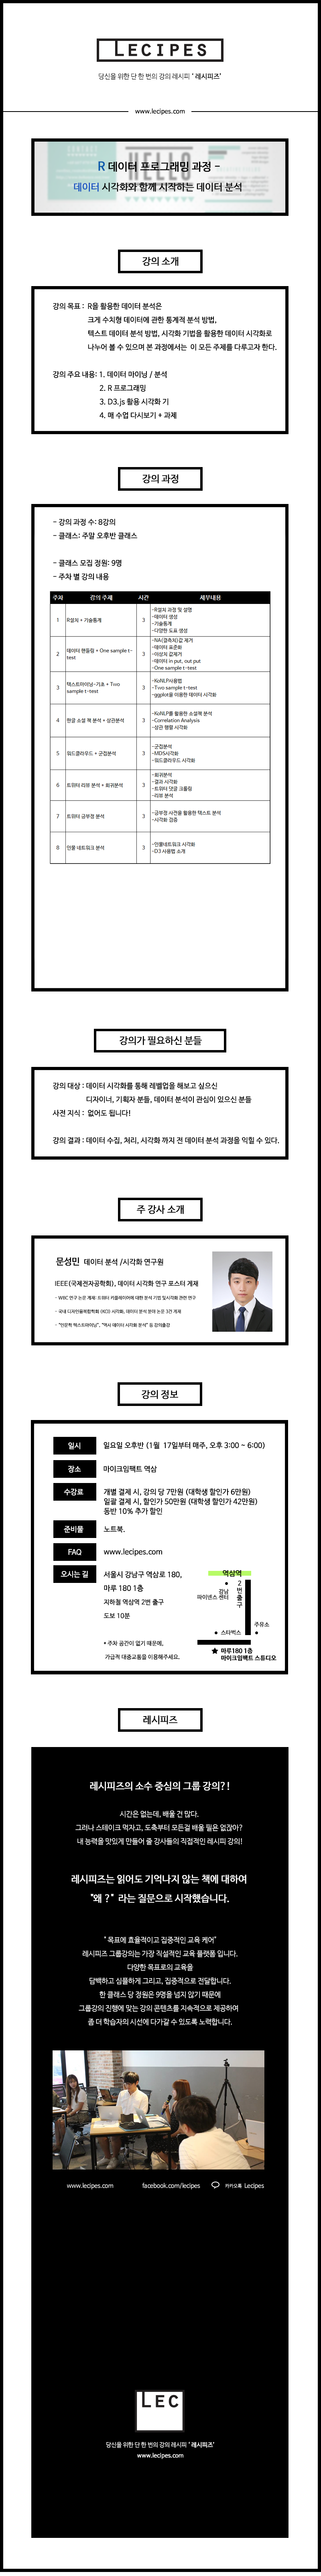 LECIPES
당신을 위한 단 한 번의 강의 레시피 ‘ 레시피즈’
www.lecipes.com
R 데이터 프로그래밍 과정 -
데이터 시각화와 함께 시작하는 데이터 분석
강의 소개
강의 목표 : R을 활용한 데이터 분석은
크게 수치형 데이터에 관한 통계적 분석 방법,
텍스트 데이터 분석 방법, 시각화 기법을 활용한 데이터 시각화로
나누어 볼 수 있으며 본 과정에서는 이 모든 주제를 다루고자 한다.
강의 주요 내용: 1. 데이터 마이닝 / 분석
2. R 프로그래밍
3. D3.js 활용 시각화 기
4. 매 수업 다시보기 + 과제
강의 과정
- 강의 과정 수: 8강의
- 클래스: 주말 오후반 클래스
- 클래스 모집 정원: 9명
- 주차 별 강의 내용
주차 강의 주제 시간 세부내용
1 R설치 + 기술통계 3
-R설치 과정 및 설명
-데이터 생성
-기술통계
-다양한 도표 생성
2 데이터 핸들링 + One sample t-test 3
-NA(결측치)값 제거
-데이터 표준화
-이상치 값제거
-데이터 in put, out put
-One sample t-test
3 텍스트마이닝-기초 + Two sample t-test 3
-KoNLP사용법
-Two sample t-test
-ggplot을 이용한 데이터 시각화
4 한글 소설 책 분석 + 상관분석 3
-KoNLP를 활용한 소설책 분석
-Correlation Analysis
-상관 행렬 시각화
5 워드클라우드 + 군집분석 3
-군집분석
-MDS시각화
-워드클라우드 시각화
6 트위터 리뷰 분석 + 회귀분석 3
-회귀분석
-결과 시각화
-트위터 댓글 크롤링
-리뷰 분석
7 트위터 긍부정 분석 3
-긍부정 사전을 활용한 텍스트 분석
-시각화 검증
8 인물 네트워크 분석 3
-인물네트워크 시각화
-D3 사용법 소개
강의가 필요하신 분들
강의 대상 : 데이터 시각화를 통해 레벨업을 해보고 싶으신
디자이너, 기획자 분들, 데이터 분석이 관심이 있으신 분들
사전 지식 : 없어도 됩니다!
강의 결과 : 데이터 수집, 처리, 시각화 까지 전 데이터 분석 과정을 익힐 수 있다.
주 강사 소개
문성민 데이터 분석 /시각화 연구원
IEEE(국제전자공학회), 데이터 시각화 연구 포스터 게재
- WBC 연구 논문 게재: 트위터 커뮬레이어에 대한 분석 기법 및시각화 관련 연구
- 국내 디자인융복합학회 (KCI) 시각화, 데이터 분석 분야 논문 3건 게재
- "인문학 텍스트마이닝", "역사 데이터 시각화 분석" 등 강의출강
강의 정보
일시 일요일 오후반 (1월 17일부터 매주, 오후 3:00 ~ 6:00)
장소 마이크임팩트 역삼
수강료 개별 결제 시, 강의 당 7만원 (대학생 할인가 6만원)
일괄 결제 시, 할인가 50만원 (대학생 할인가 42만원)
동반 10% 추가 할인
준비물 노트북.
FAQ www.lecipes.com
오시는 길 서울시 강남구 역삼로 180,
마루 180 1층
지하철 역삼역 2번 출구
도보 10분
* 주차 공간이 없기 때문에,
가급적 대중교통을 이용해주세요.
역삼역
2번출구
강남
파이낸스 센터
주유소
스타벅스
★ 마루180 1층
마이크임팩트 스튜디오
레시피즈
레시피즈의 소수 중심의 그룹 강의?!
시간은 없는데, 배울 건 많다.
그러나 스테이크 먹자고, 도축부터 모든걸 배울 필욘 없잖아?
내 능력을 맛있게 만들어 줄 강사들의 직접적인 레시피 강의!
레시피즈는 읽어도 기억나지 않는 책에 대하여
"왜 ?" 라는 질문으로 시작했습니다.
" 목표에 효율적이고 집중적인 교육 케어"
레시피즈 그룹강의는 가장 직설적인 교육 플랫폼 입니다.
다양한 목표로의 교육을
담백하고 심플하게 그리고, 집중적으로 전달합니다.
한 클래스 당 정원은 9명을 넘지 않기 때문에
그룹강의 진행에 맞는 강의 콘텐츠를 지속적으로 제공하여
좀 더 학습자의 시선에 다가갈 수 있도록 노력합니다.
www.lecipes.com facebook.com/lecipes 카카오톡 Lecipes
LEC
당신을 위한 단 한 번의 강의 레시피 ‘ 레시피즈’
www.lecipes.com